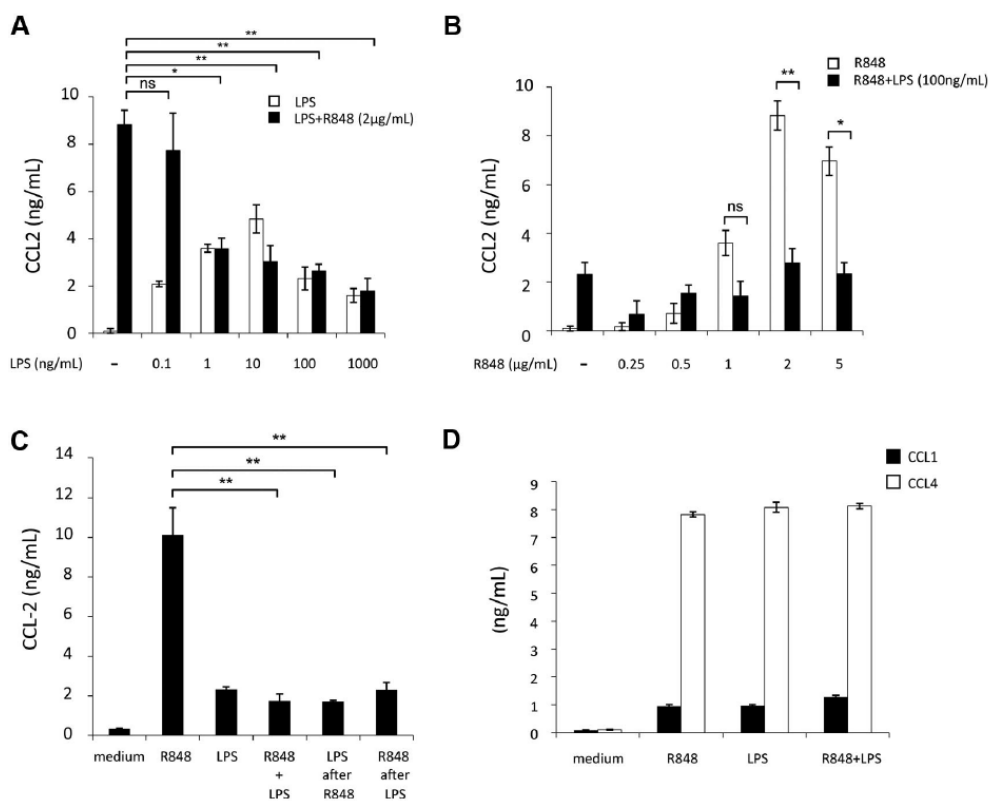 A
**
**
**
*
ns
LPS
LPS+R848 (2µg/mL)
CCL2 (ng/mL)
10
8
6
4
2
0
LPS (ng/mL) – 0.1 1 10 100 1000
B
R848
R848+LPS (100ng/mL)
**
*
ns
CCL2 (ng/mL)
10
8
6
4
2
0
R848 (µg/mL) – 0.25 0.5 1 2 5
C
**
**
**
CCL-2 (ng/mL)
14
12
10
8
6
4
2
0
medium R848 LPS R848 LPS R848
+ after after
LPS R848 LPS
D
CCL1
CCL4
(ng/mL)
9
8
7
6
5
4
3
2
1
0
medium R848 LPS R848+LPS